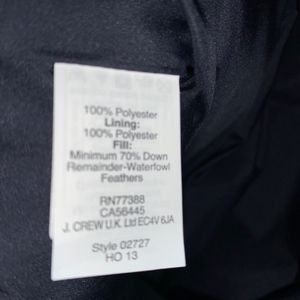 100% Polyester
Lining:
100% Polyester
Fill:
Minimum 70% Down
Remainder-Waterfowl
Feathers
RN77388
CA56445
J. CREW U.K. Ltd EC4V 6JA
Style 02727
HO 13